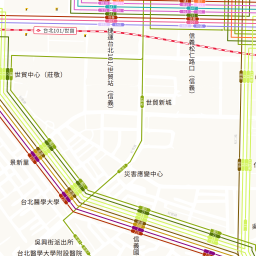 台北101/世貿
捷運台北101/世貿站（信義）
信義松仁路口（信義）
世貿中心（莊敬）
世貿新城
景新里
災害應變中心
台北醫學大學
吳興街派出所
台北醫學大學附設醫院
信義國